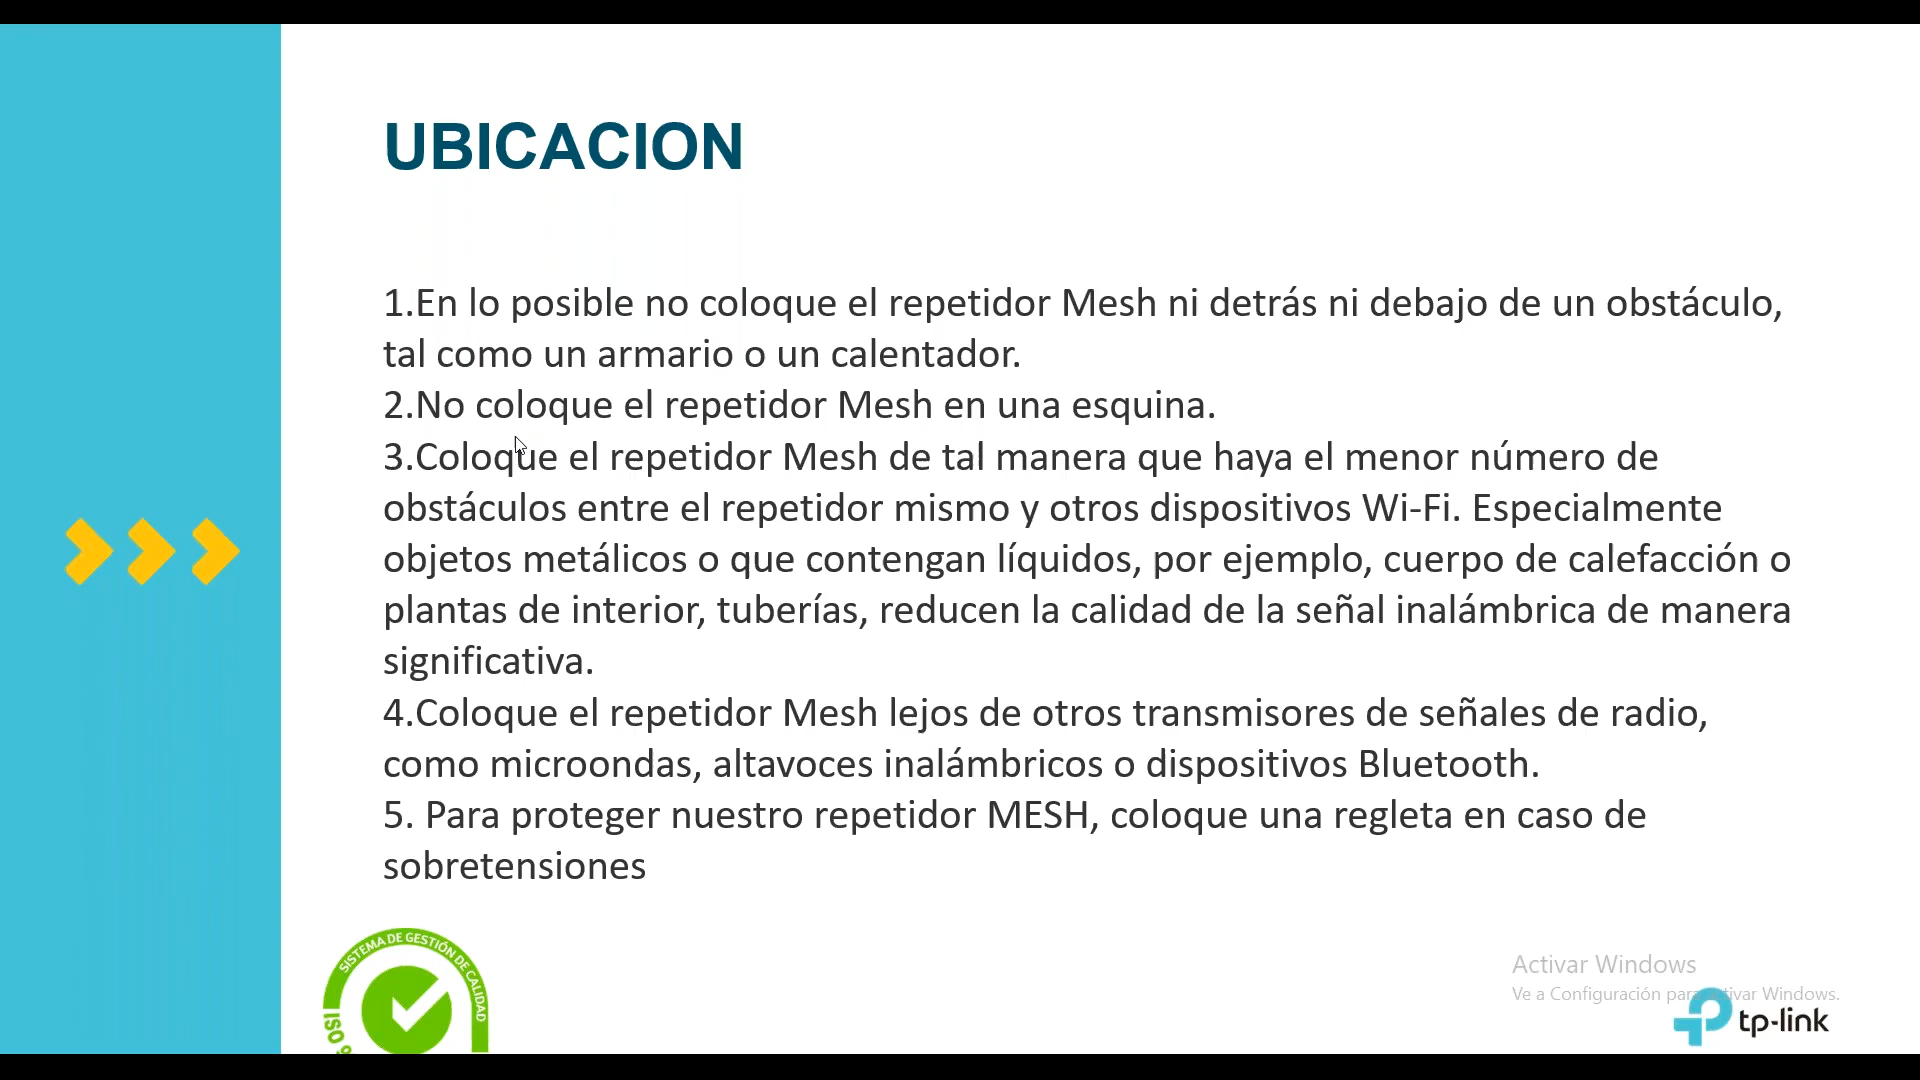 UBICACION
1.En lo posible no coloque el repetidor Mesh ni detrás ni debajo de un obstáculo,
tal como un armario o un calentador.
2.No coloque el repetidor Mesh en una esquina.
3.Coloque el repetidor Mesh de tal manera que haya el menor número de
obstáculos entre el repetidor mismo y otros dispositivos Wi-Fi. Especialmente
objetos metálicos o que contengan líquidos, por ejemplo, cuerpo de calefacción o
plantas de interior, tuberías, reducen la calidad de la señal inalámbrica de manera
significativa.
4.Coloque el repetidor Mesh lejos de otros transmisores de señales de radio,
como microondas, altavoces inalámbricos o dispositivos Bluetooth.
5. Para proteger nuestro repetidor MESH, coloque una regleta en caso de
sobretensiones
SISTEMA DE GESTIÓN DE CALIDAD
ISO
Activar Windows
Ve a Configuración para activar Windows.
tp-link